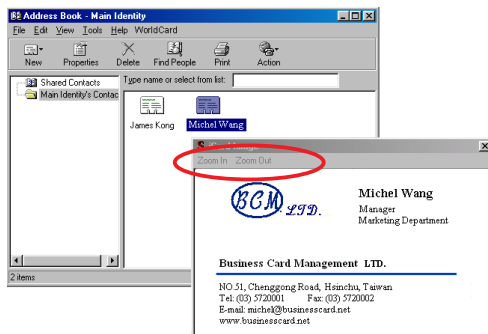 Address Book - Main Identity
File Edit View Tools Help WorldCard
New Properties Delete Find People Print Action
Shared Contacts
Main Identity's Contac
Type name or select from list:
James Kong
Michel Wang
Zoom In Zoom Out
BCM. LTD.
Michel Wang
Manager
Marketing Department
Business Card Management LTD.
NO.51, Chenggong Road, Hsinchu, Taiwan
Tel: (03) 5720001 Fax: (03) 5720002
E-mail: michel@businesscard.net
www.businesscard.net
2 items